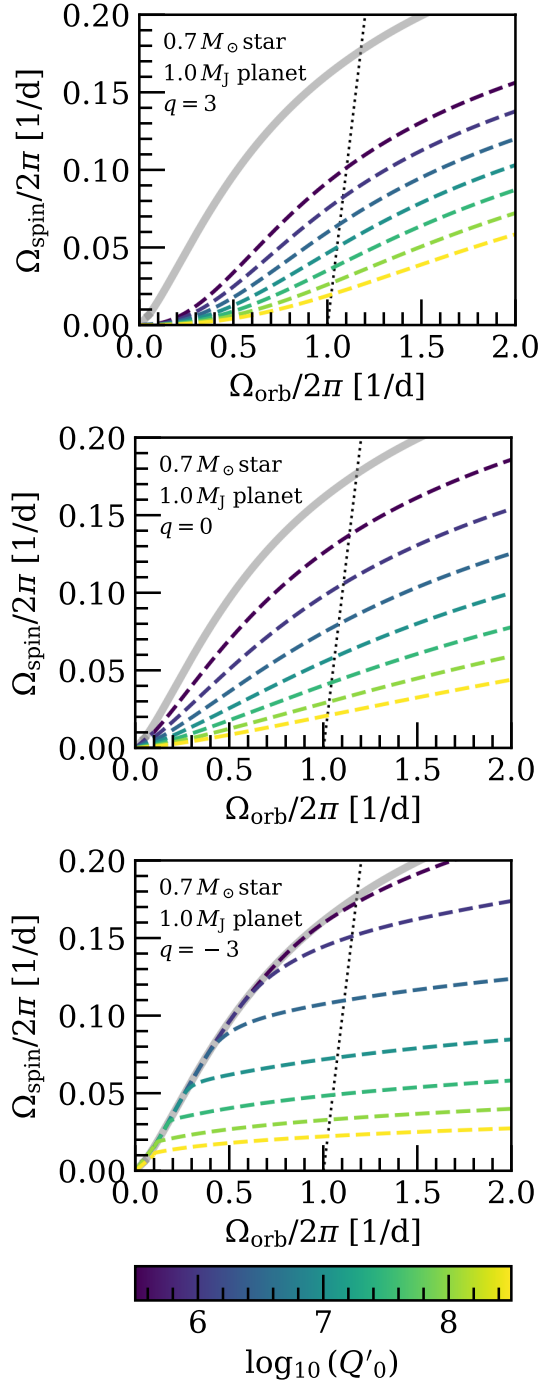 0.20
0.15
0.10
0.05
0.00
Ω_spin/2π [1/d]
0.7 M_⊙ star
1.0 M_J planet
q = 3
0.0 0.5 1.0 1.5 2.0
Ω_orb/2π [1/d]
0.20
0.15
0.10
0.05
0.00
Ω_spin/2π [1/d]
0.7 M_⊙ star
1.0 M_J planet
q = 0
0.0 0.5 1.0 1.5 2.0
Ω_orb/2π [1/d]
0.20
0.15
0.10
0.05
0.00
Ω_spin/2π [1/d]
0.7 M_⊙ star
1.0 M_J planet
q = −3
0.0 0.5 1.0 1.5 2.0
Ω_orb/2π [1/d]
6 7 8
log₁₀ (Q′₀)